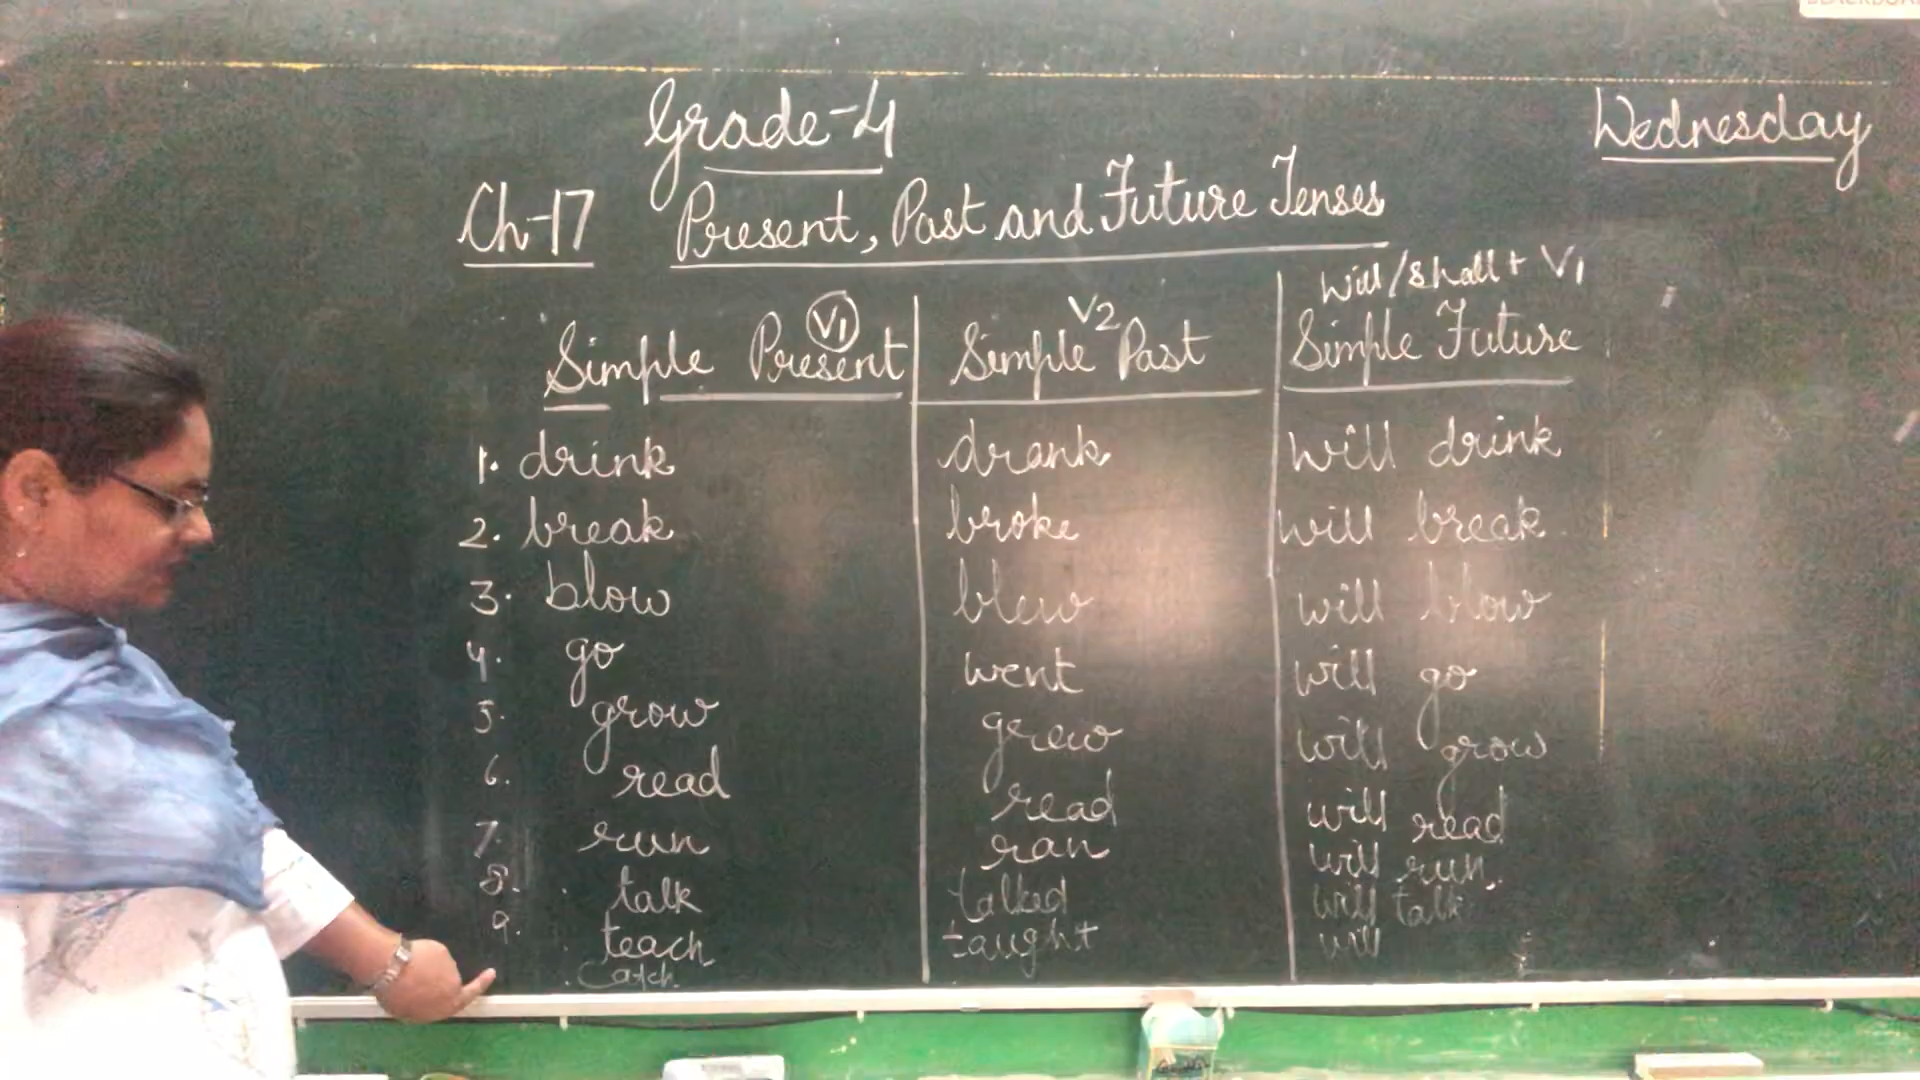 Grade-4
Wednesday
Ch-17 Present, Past and Future Tenses
will/shall + V1
Simple Present V1 Simple Past V2 Simple Future
1. drink drank will drink
2. break broke will break
3. blow blew will blow
4. go went will go
5. grow grew will grow
6. read read will read
7. run ran will run
8. talk talked will talk
9. teach taught will
catch